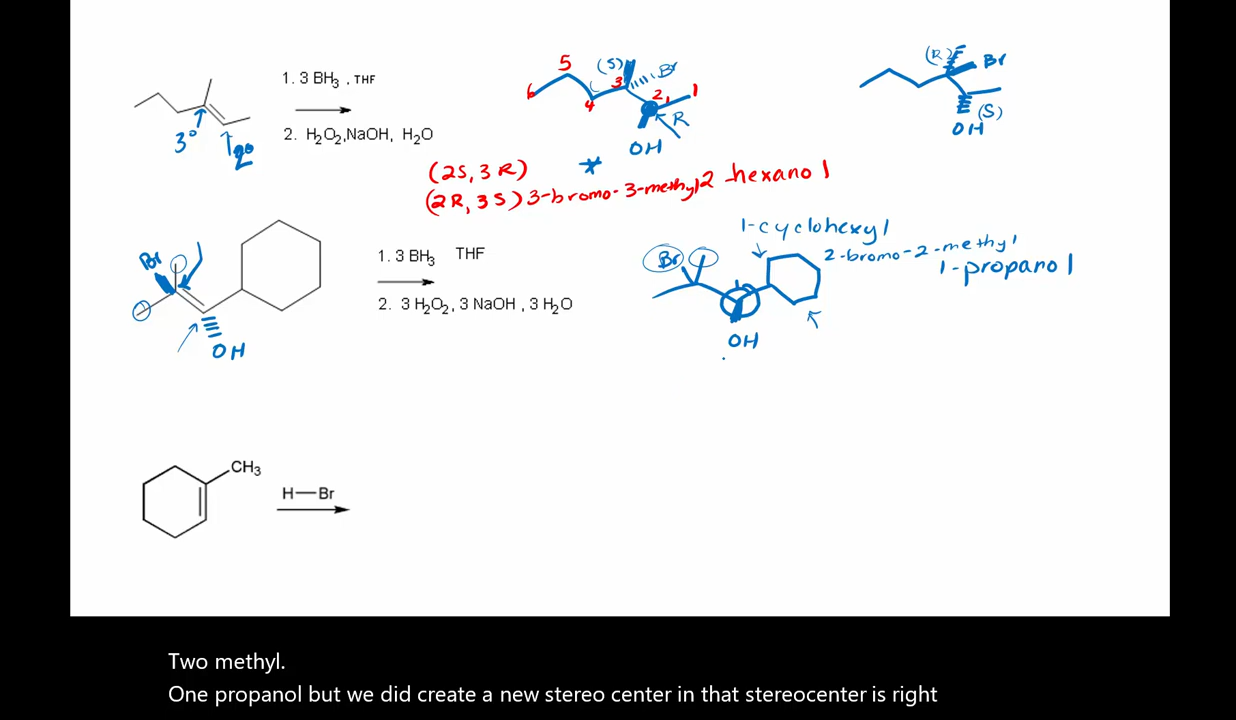 1. 3 BH3 . THF
2. H2O2,NaOH, H2O
3°
2°
6
5
4
(S)
3
Br
2
1
R
OH
(R)
Br
(S)
OH
(2S, 3R)
*
(2R, 3S) 3-bromo-3-methyl 2-hexanol
Br
OH
1. 3 BH3 THF
2. 3 H2O2, 3 NaOH , 3 H2O
Br
OH
1-cyclohexyl
2-bromo-2-methyl
1-propanol
CH3
H—Br
Two methyl.
One propanol but we did create a new stereo center in that stereocenter is right